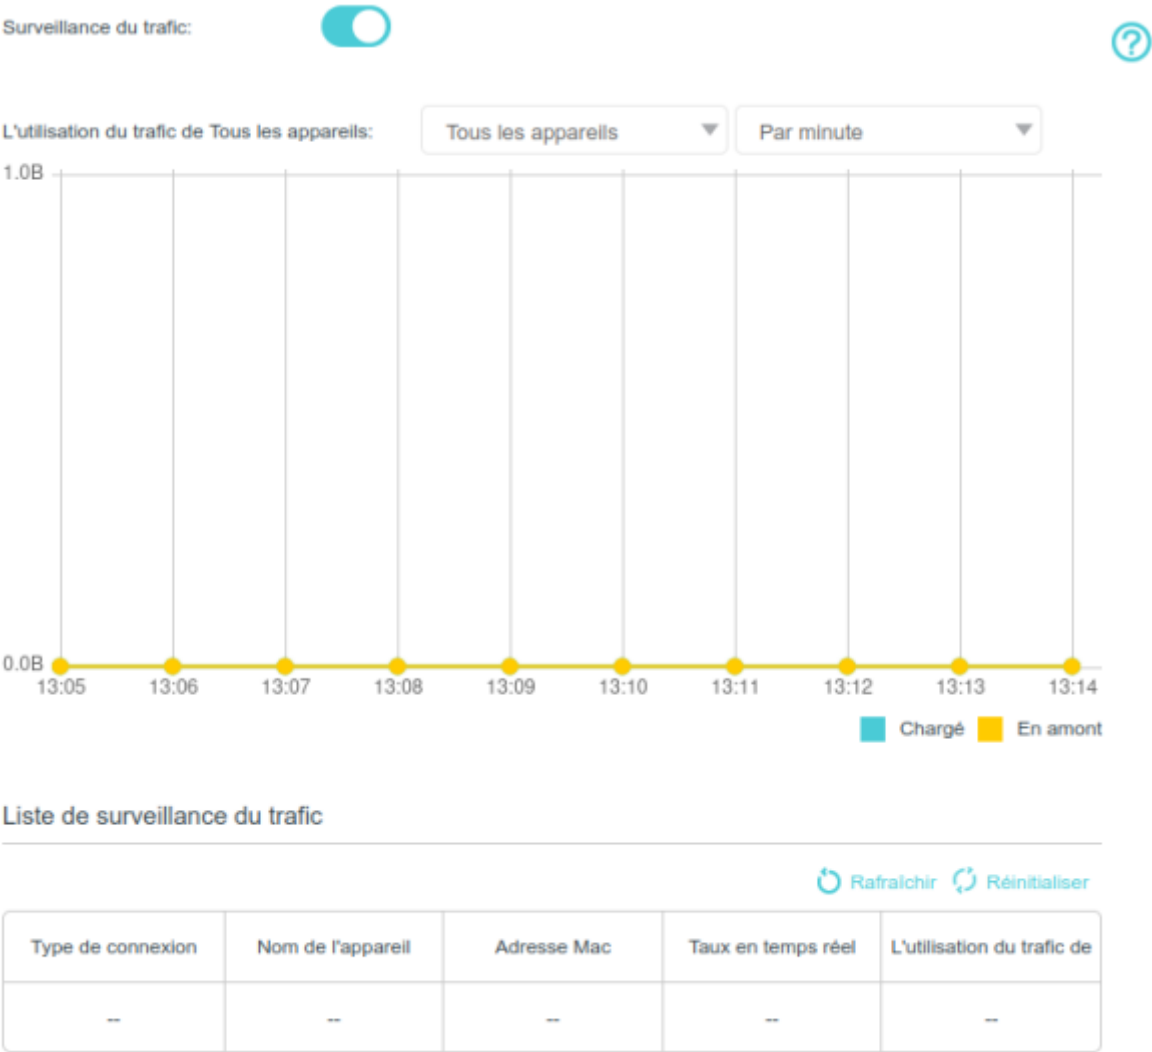 Surveillance du trafic:
?
L'utilisation du trafic de Tous les appareils: Tous les appareils Par minute
1.0B
0.0B
13:05 13:06 13:07 13:08 13:09 13:10 13:11 13:12 13:13 13:14
Chargé En amont
Liste de surveillance du trafic
Rafraîchir Réinitialiser
Type de connexion Nom de l'appareil Adresse Mac Taux en temps réel L'utilisation du trafic de
-- -- -- -- --